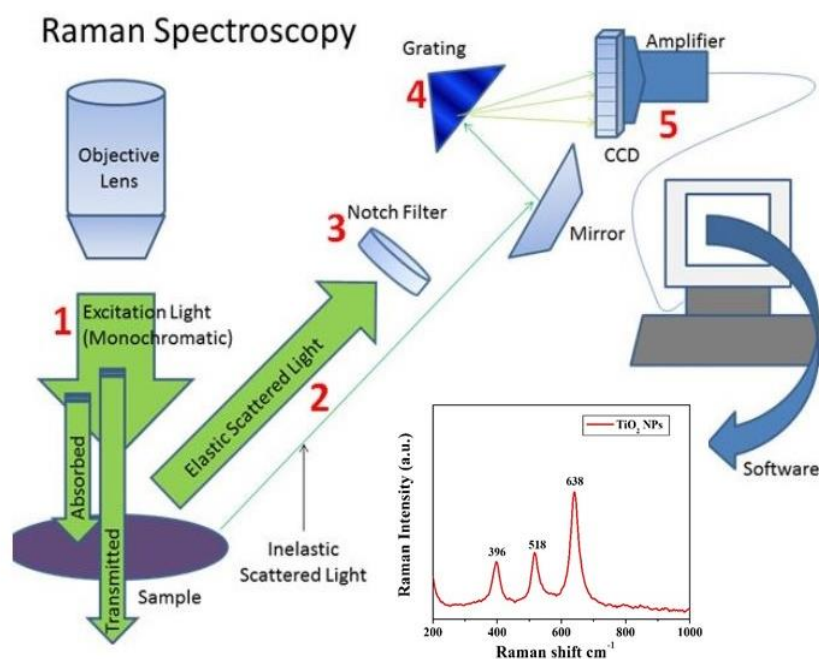 Raman Spectroscopy
Objective
Lens
1
Excitation Light
(Monochromatic)
Absorbed
Transmitted
Sample
Elastic Scattered Light
2
Inelastic
Scattered Light
3
Notch Filter
Mirror
Grating
4
Amplifier
5
CCD
Software
TiO₂ NPs
Raman Intensity (a.u.)
396
518
638
200
400
600
800
1000
Raman shift cm⁻¹